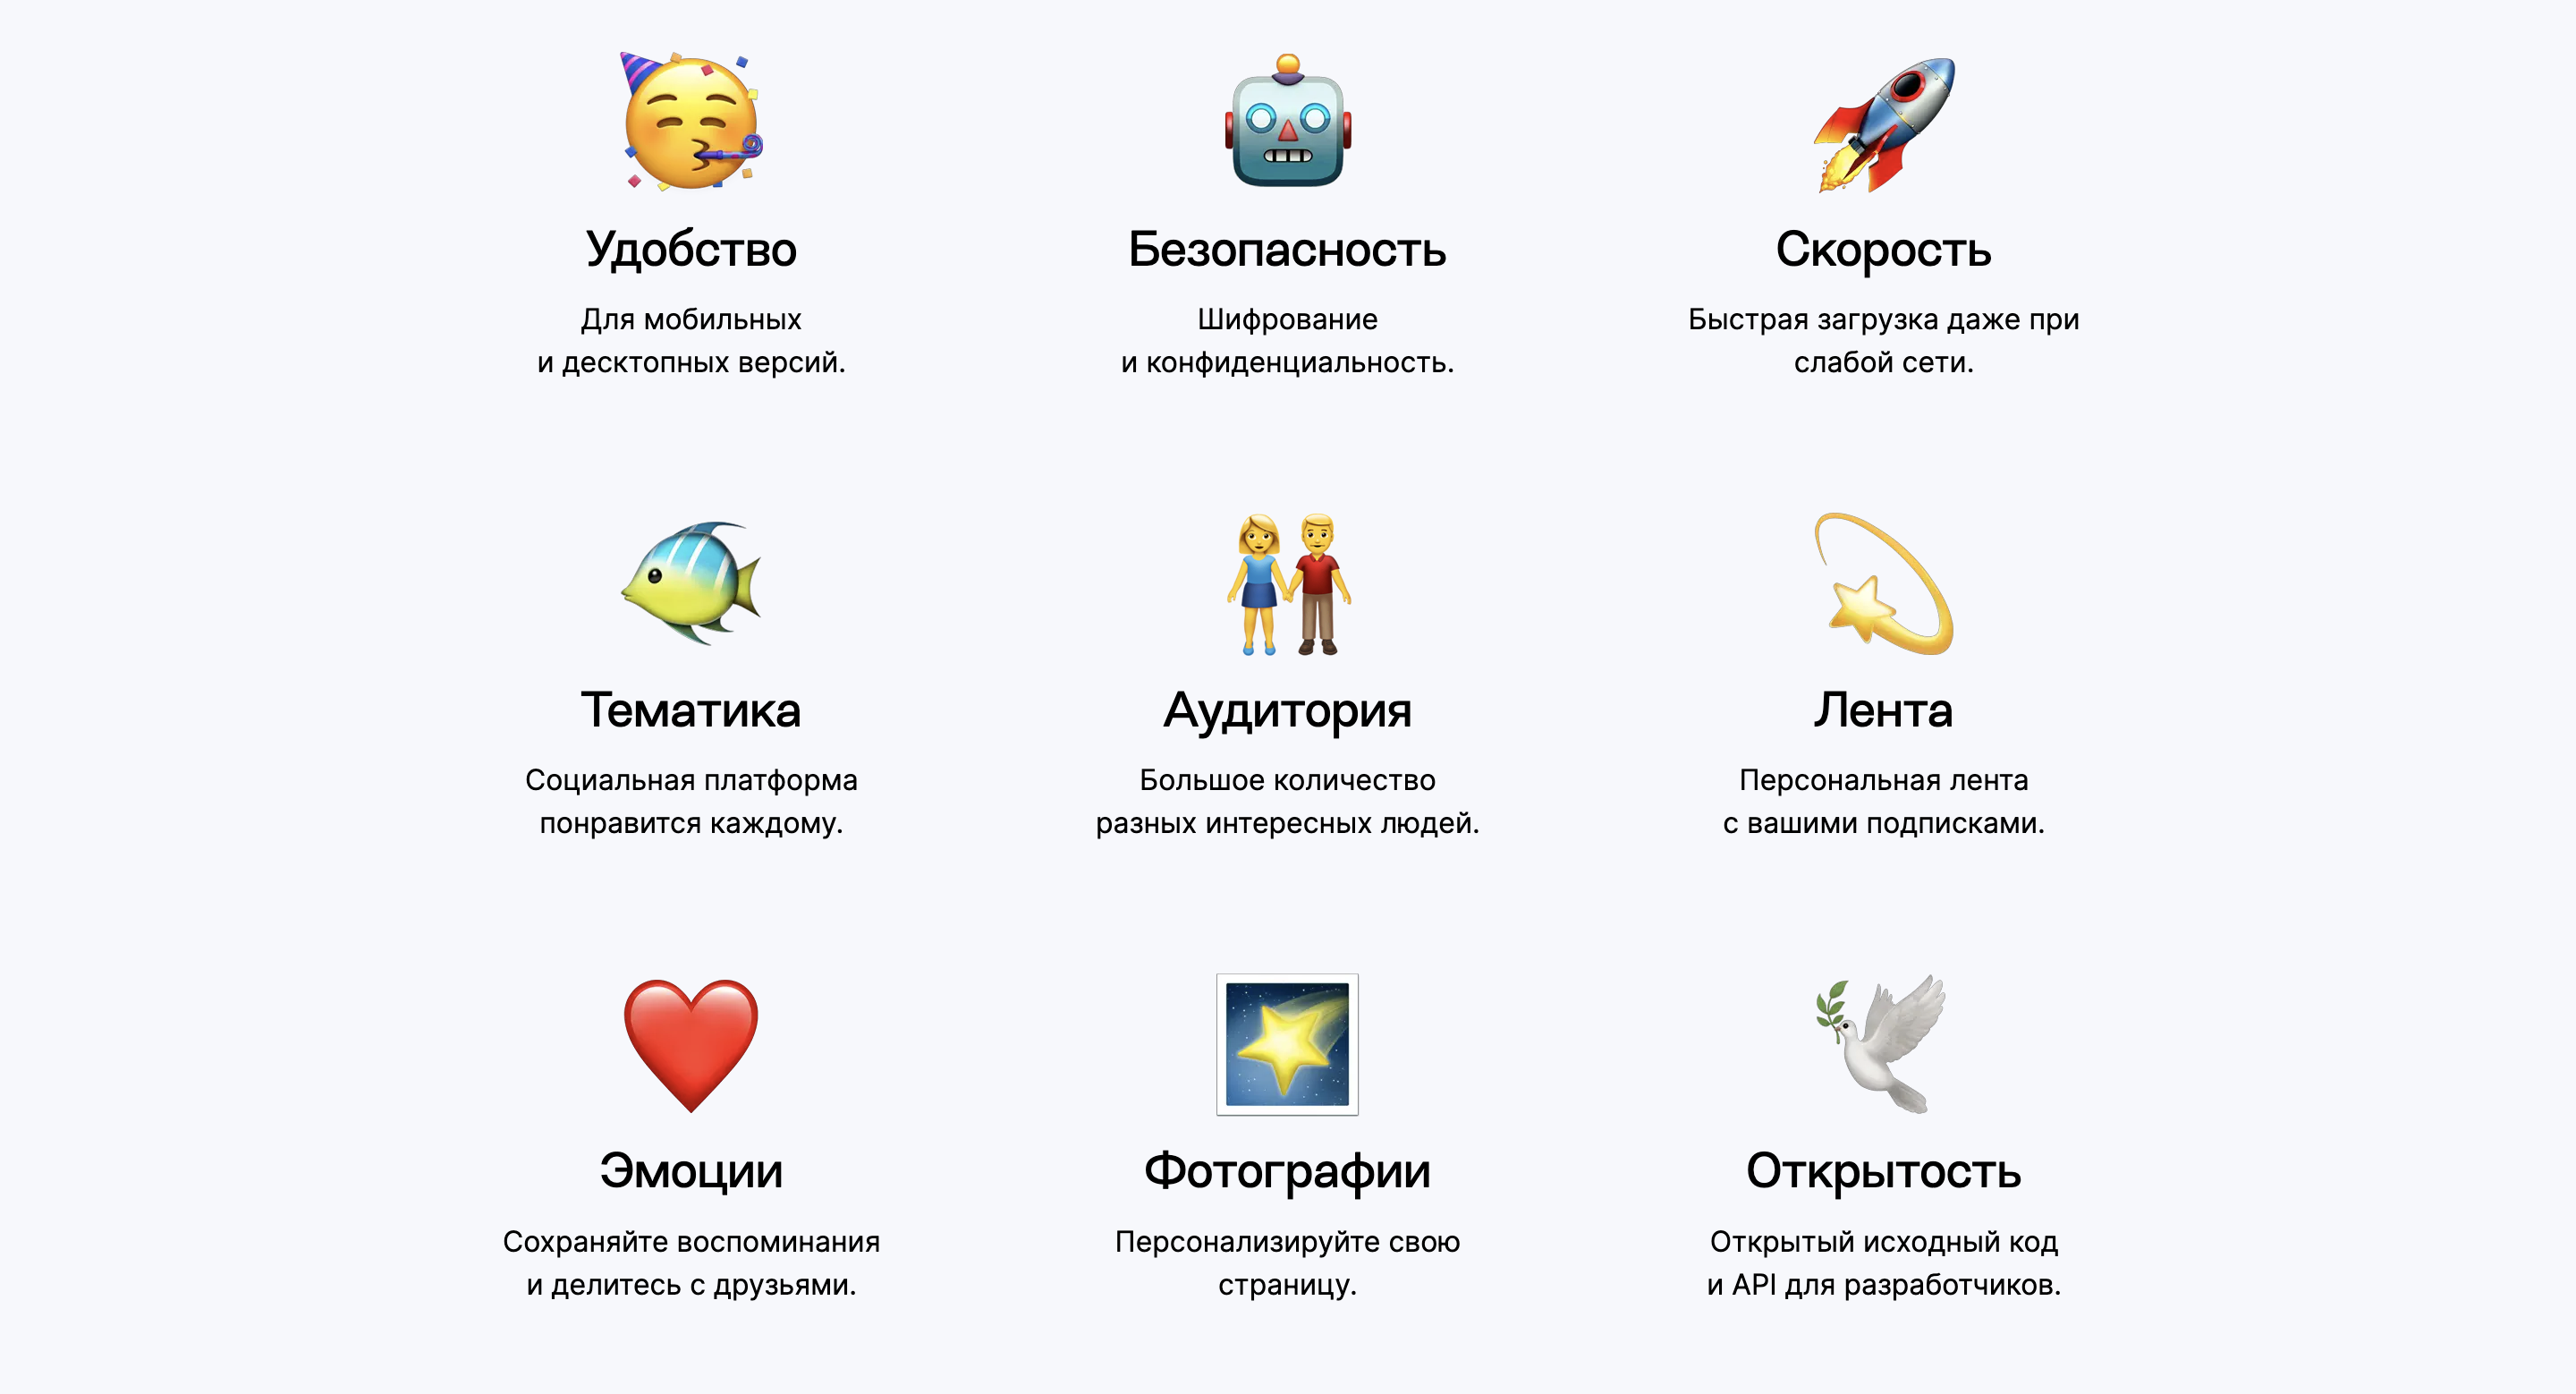 Удобство
Для мобильных
и десктопных версий.
Безопасность
Шифрование
и конфиденциальность.
Скорость
Быстрая загрузка даже при
слабой сети.
Тематика
Социальная платформа
понравится каждому.
Аудитория
Большое количество
разных интересных людей.
Лента
Персональная лента
с вашими подписками.
Эмоции
Сохраняйте воспоминания
и делитесь с друзьями.
Фотографии
Персонализируйте свою
страницу.
Открытость
Открытый исходный код
и API для разработчиков.